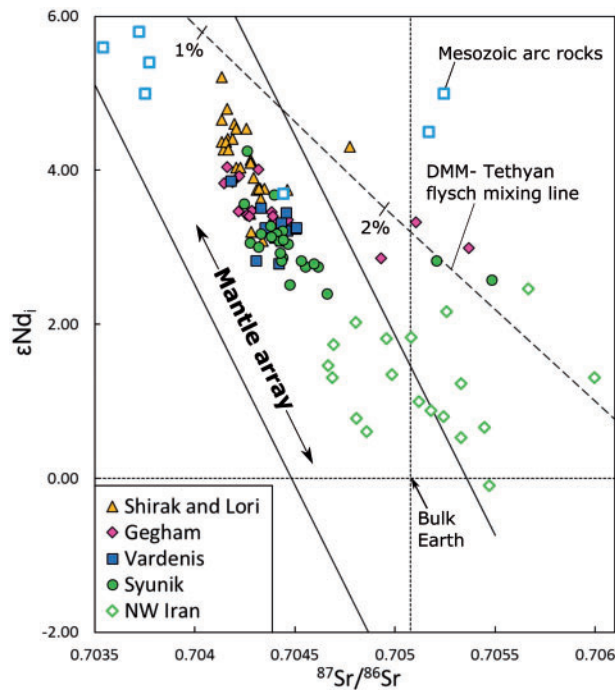 6.00
4.00
2.00
0.00
-2.00
εNdᵢ
1%
2%
Mesozoic arc rocks
DMM- Tethyan
flysch mixing line
Mantle array
Bulk
Earth
Shirak and Lori
Gegham
Vardenis
Syunik
NW Iran
0.7035
0.704
0.7045
0.705
0.7055
0.706
⁸⁷Sr/⁸⁶Sr